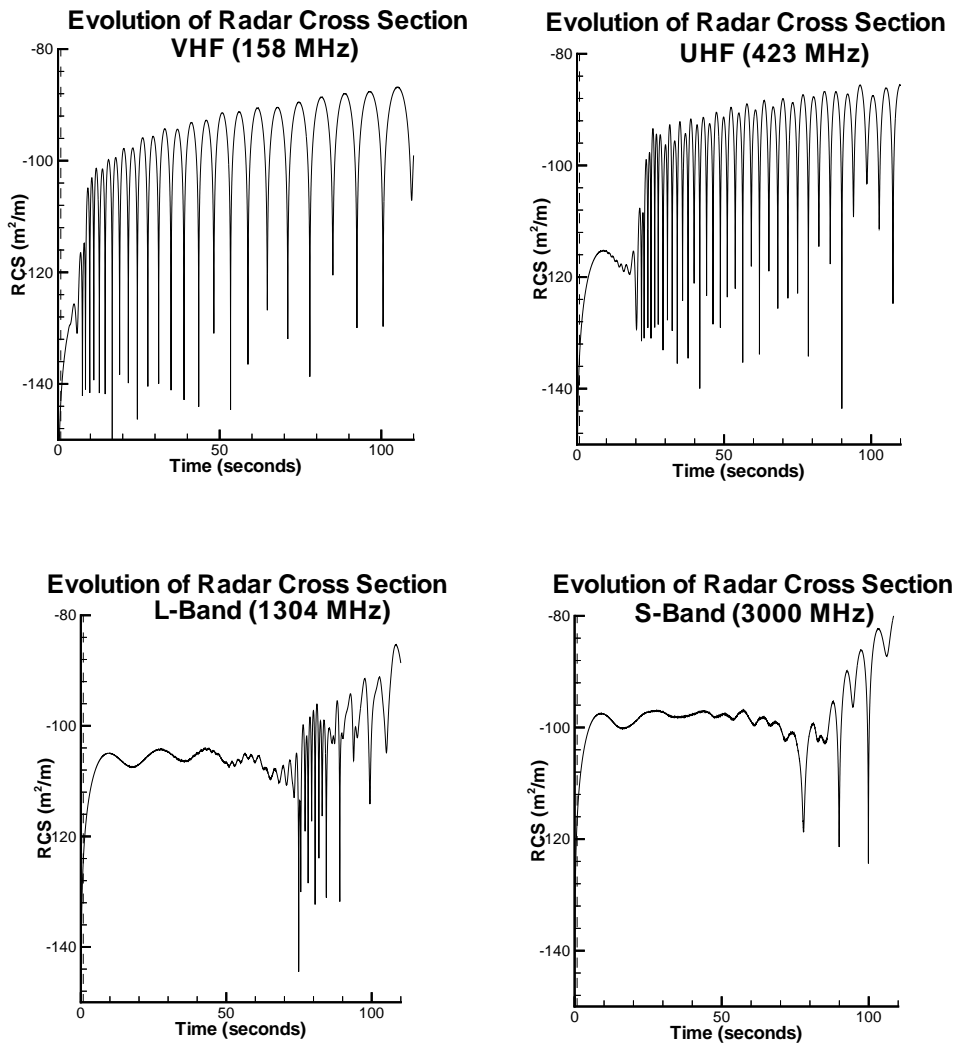 Evolution of Radar Cross Section
VHF (158 MHz)
-80
-100
-120
-140
RCS (m²/m)
0
50
100
Time (seconds)
Evolution of Radar Cross Section
UHF (423 MHz)
-80
-100
-120
-140
RCS (m²/m)
0
50
100
Time (seconds)
Evolution of Radar Cross Section
L-Band (1304 MHz)
-80
-100
-120
-140
RCS (m²/m)
0
50
100
Time (seconds)
Evolution of Radar Cross Section
S-Band (3000 MHz)
-80
-100
-120
-140
RCS (m²/m)
0
50
100
Time (seconds)